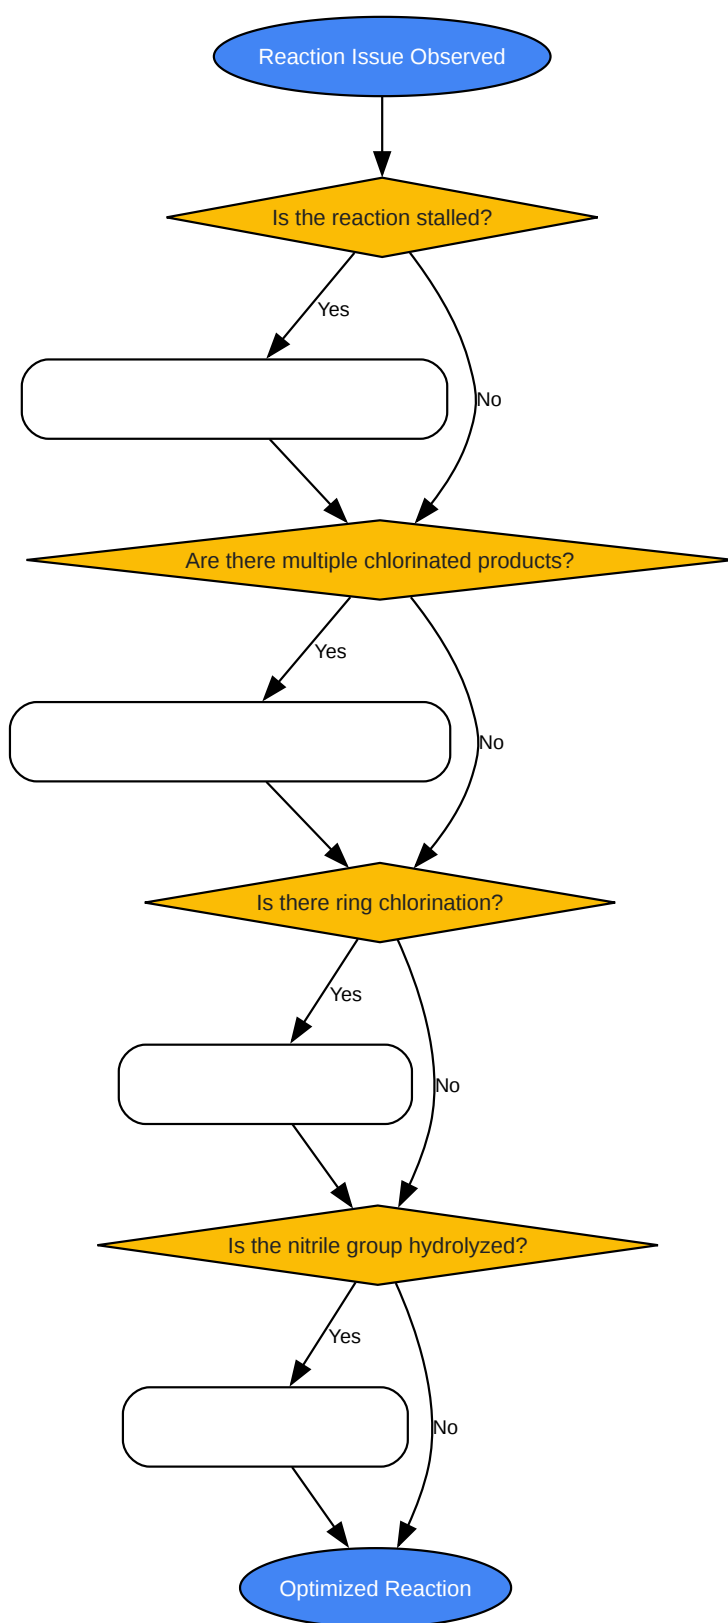 Reaction Issue Observed
Is the reaction stalled?
Yes
No
Are there multiple chlorinated products?
Yes
No
Is there ring chlorination?
Yes
No
Is the nitrile group hydrolyzed?
Yes
No
Optimized Reaction